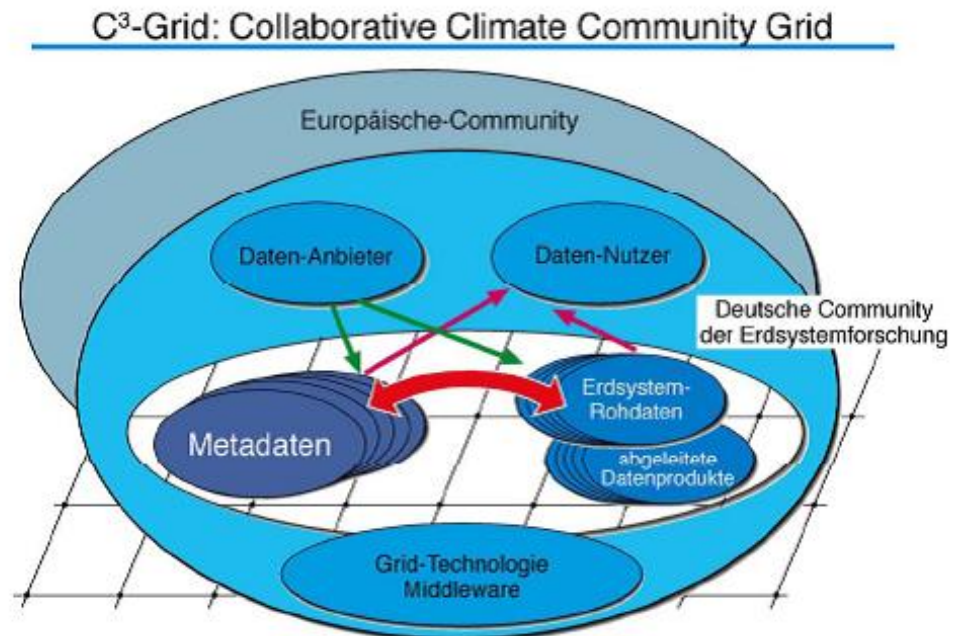 C³-Grid: Collaborative Climate Community Grid
Europäische-Community
Daten-Anbieter
Daten-Nutzer
Deutsche Community
der Erdsystemforschung
Erdsystem-
Rohdaten
Metadaten
abgeleitete
Datenprodukte
Grid-Technologie
Middleware